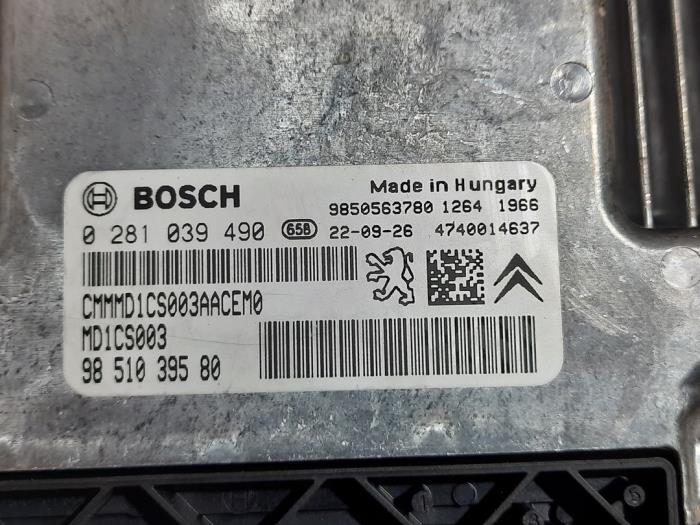 BOSCH
Made in Hungary
9850563780 1264 1966
0 281 039 490 658 22-09-26 4740014637
CMMMD1CS003AACEM0
MD1CS003
98 510 395 80